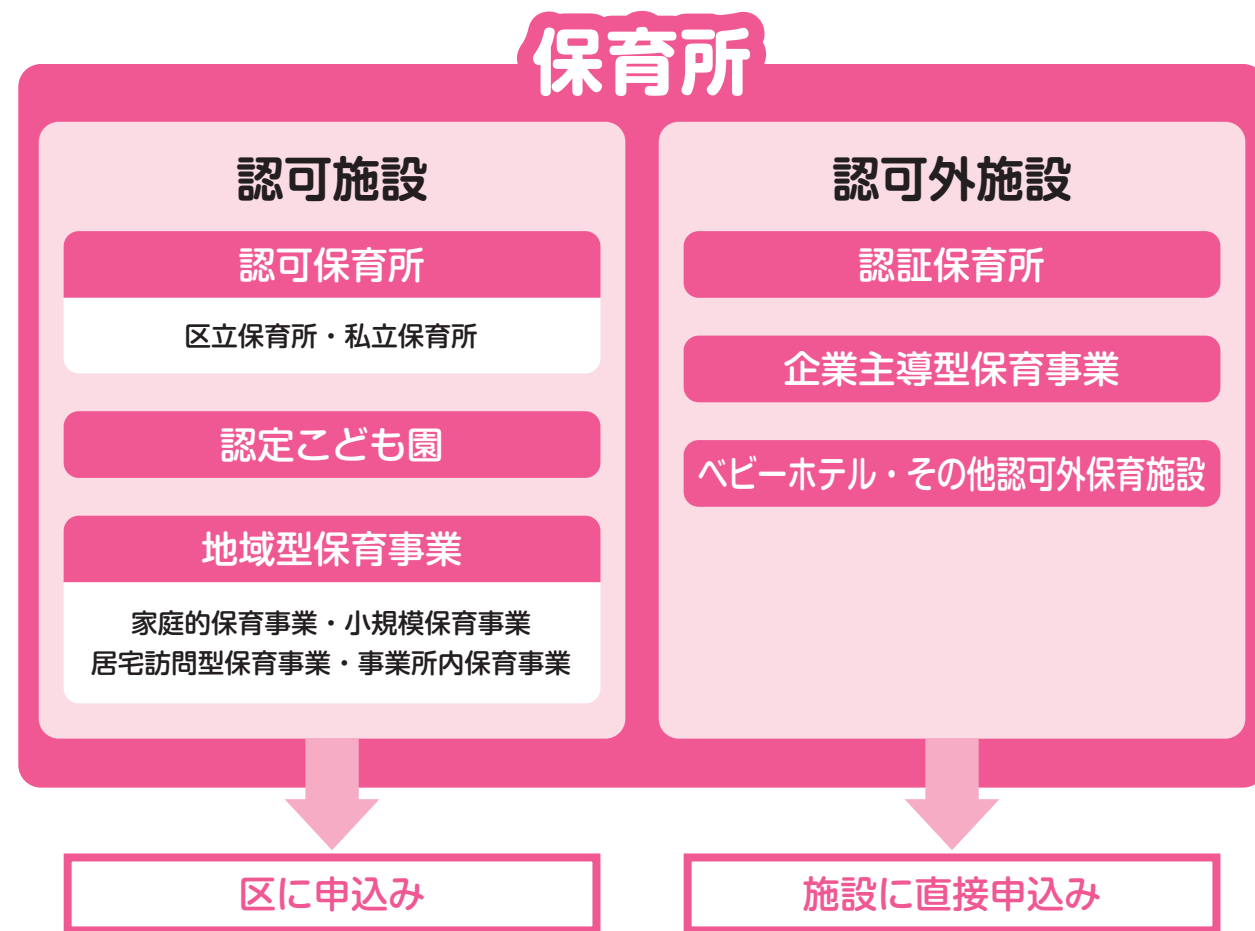 保育所
認可施設
認可保育所
区立保育所・私立保育所
認定こども園
地域型保育事業
家庭的保育事業・小規模保育事業
居宅訪問型保育事業・事業所内保育事業
区に申込み
認可外施設
認証保育所
企業主導型保育事業
ベビーホテル・その他認可外保育施設
施設に直接申込み